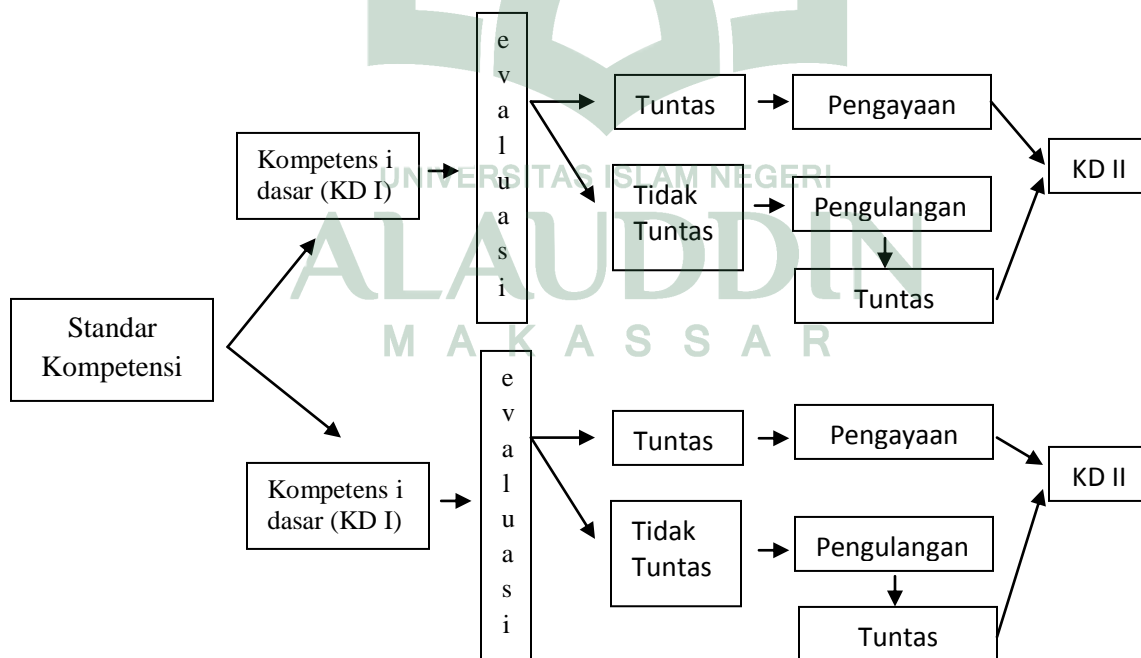 Standar
Kompetensi
Kompetens i
dasar (KD I)
e
v
a
l
u
a
s
i
Tuntas
Pengayaan
Tidak
Tuntas
Pengulangan
Tuntas
KD II
UNIVERSITAS ISLAM NEGERI
ALAUDDIN
MAKASSAR
Kompetens i
dasar (KD I)
e
v
a
l
u
a
s
i
Tuntas
Pengayaan
Tidak
Tuntas
Pengulangan
Tuntas
KD II